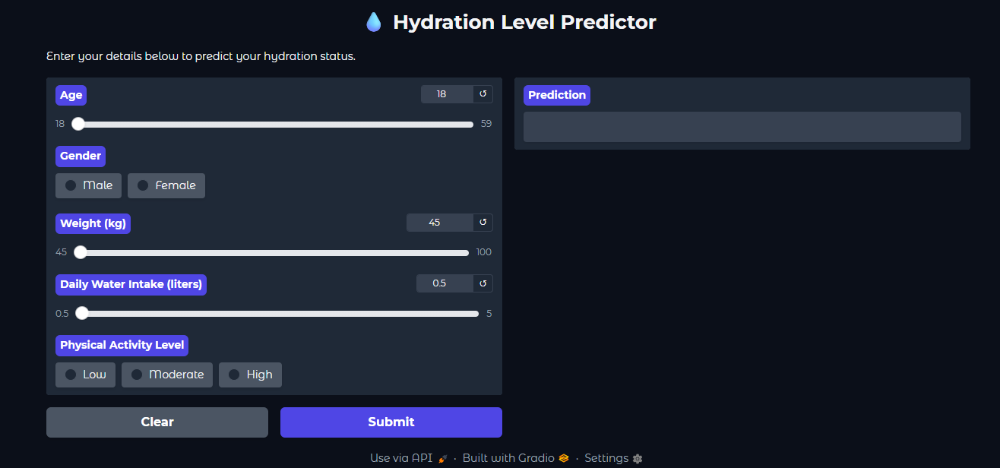 Hydration Level Predictor
Enter your details below to predict your hydration status.
Age
18 ↺
18 59
Gender
Male Female
Weight (kg)
45 ↺
45 100
Daily Water Intake (liters)
0.5 ↺
0.5 5
Physical Activity Level
Low Moderate High
Clear Submit
Prediction
Use via API · Built with Gradio · Settings